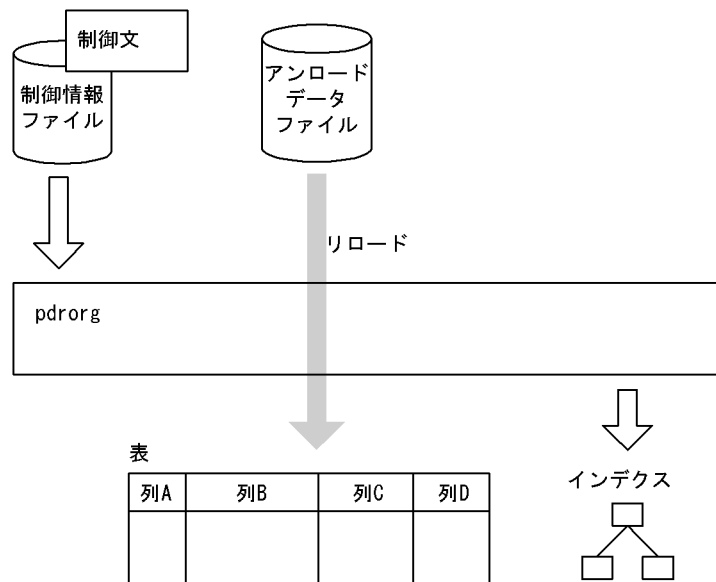 制御文
制御情報
ファイル
アンロード
データ
ファイル
リロード
pdrorg
表
列A 列B 列C 列D
インデクス